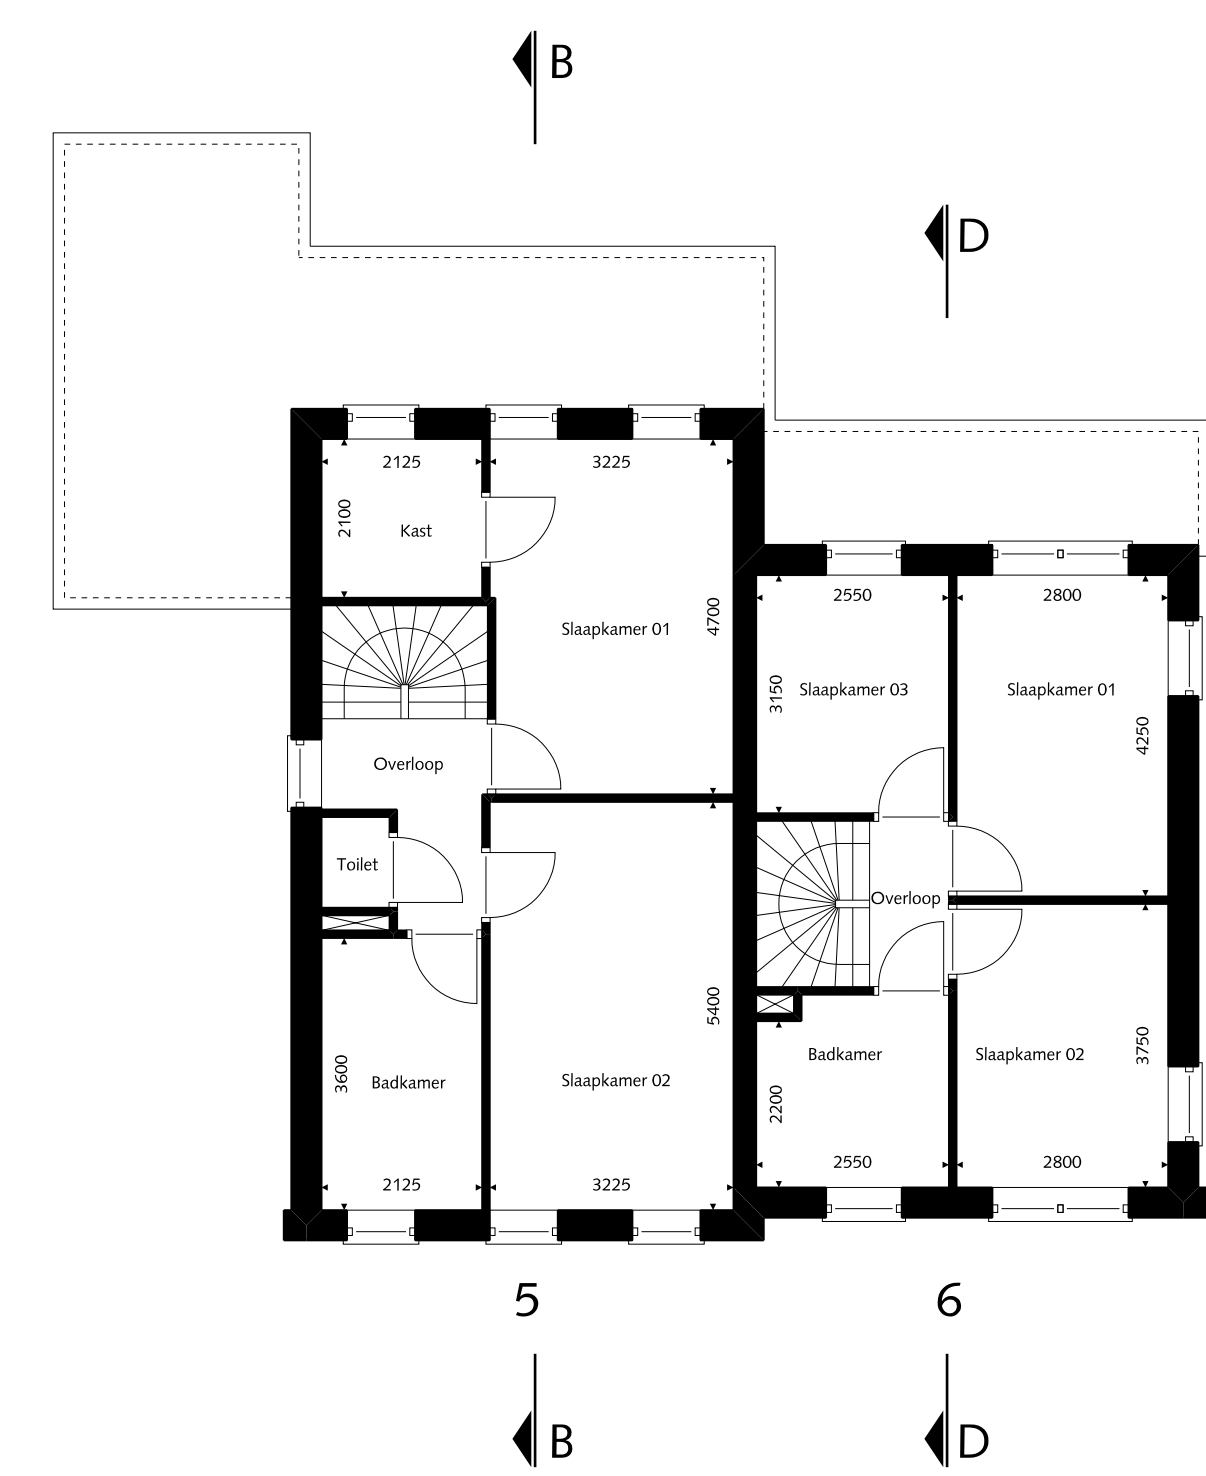 B
D
2125
3225
2100
Kast
Slaapkamer 01
4700
2550
2800
3150
Slaapkamer 03
Slaapkamer 01
4250
Overloop
Toilet
Overloop
5400
3600
Badkamer
Slaapkamer 02
Badkamer
Slaapkamer 02
3750
2200
2125
3225
2550
2800
5
6
B
D